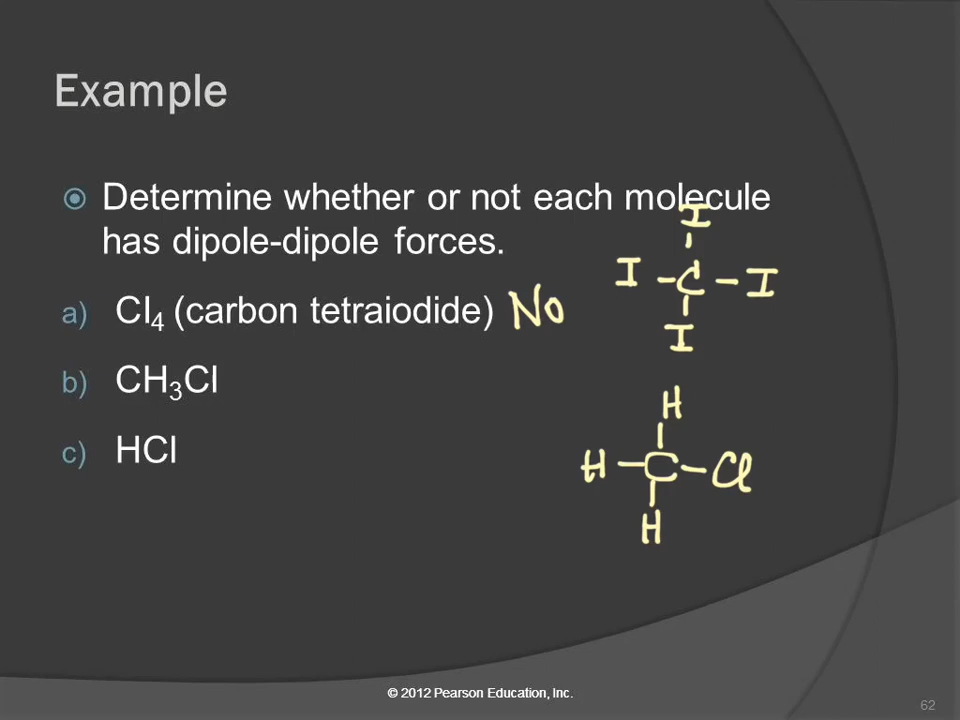 Example
Determine whether or not each molecule
has dipole-dipole forces.
a) CI₄ (carbon tetraiodide) No
b) CH₃Cl
c) HCl
I
I - C - I
I
H
H - C - Cl
H
© 2012 Pearson Education, Inc.
62